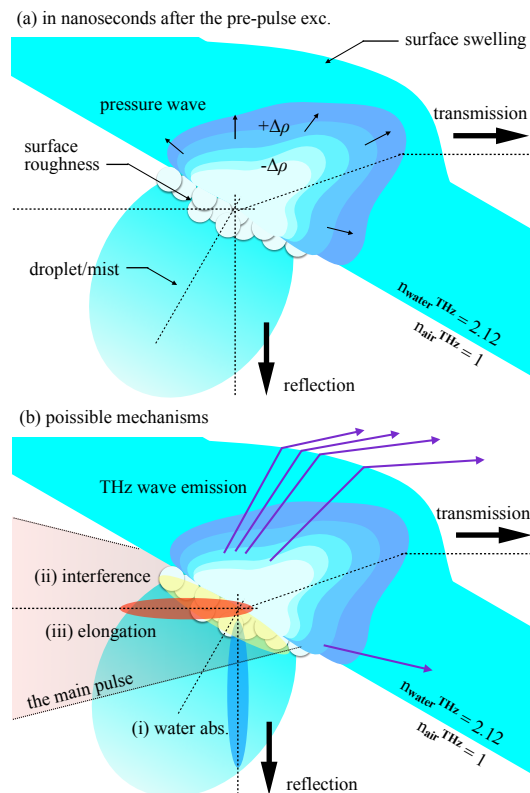 (a) in nanoseconds after the pre-pulse exc.
surface swelling
pressure wave
transmission
+Δρ
surface
roughness
-Δρ
droplet/mist
n_water^THz = 2.12
n_air^THz = 1
reflection
(b) poissible mechanisms
THz wave emission
transmission
(ii) interference
(iii) elongation
the main pulse
(i) water abs.
n_water^THz = 2.12
n_air^THz = 1
reflection